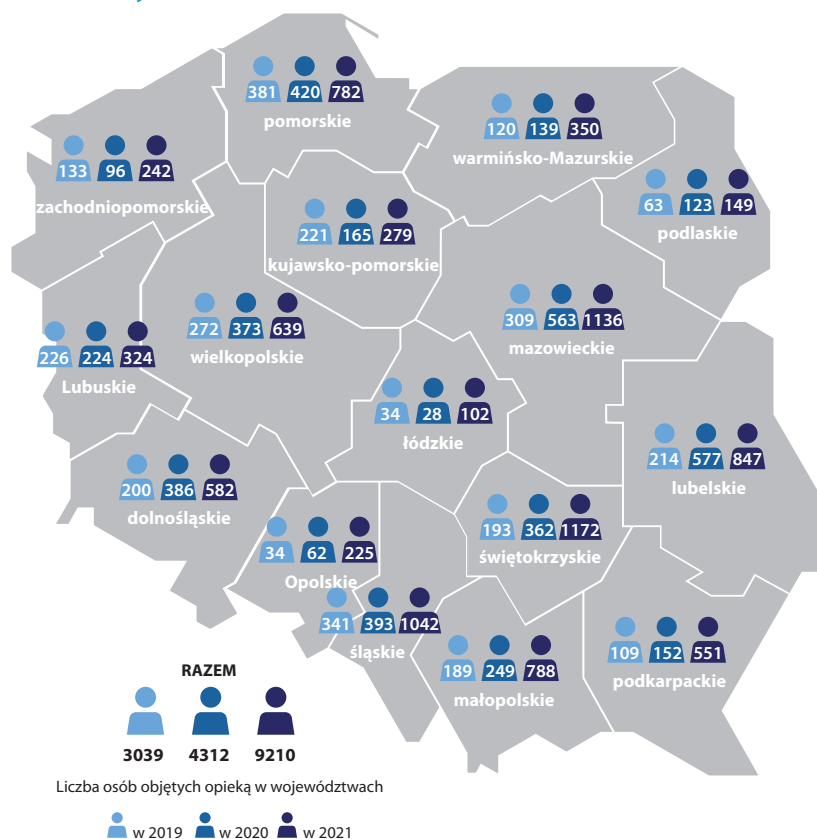 381 420 782
pomorskie
120 139 350
warmińsko-Mazurskie
133 96 242
zachodniopomorskie
63 123 149
podlaskie
221 165 279
kujawsko-pomorskie
272 373 639
wielkopolskie
309 563 1136
mazowieckie
226 224 324
Lubuskie
34 28 102
łódzkie
214 577 847
lubelskie
200 386 582
dolnośląskie
193 362 1172
świętokrzyskie
34 62 225
Opolskie
341 393 1042
śląskie
189 249 788
małopolskie
109 152 551
podkarpackie
RAZEM
3039 4312 9210
Liczba osób objętych opieką w województwach
w 2019 w 2020 w 2021